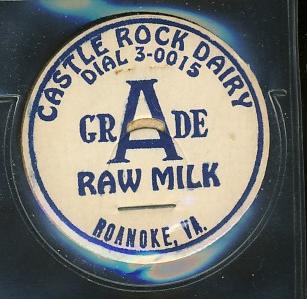 CASTLE ROCK DAIRY
DIAL 3-0015
GRADE A
RAW MILK
ROANOKE, VA.